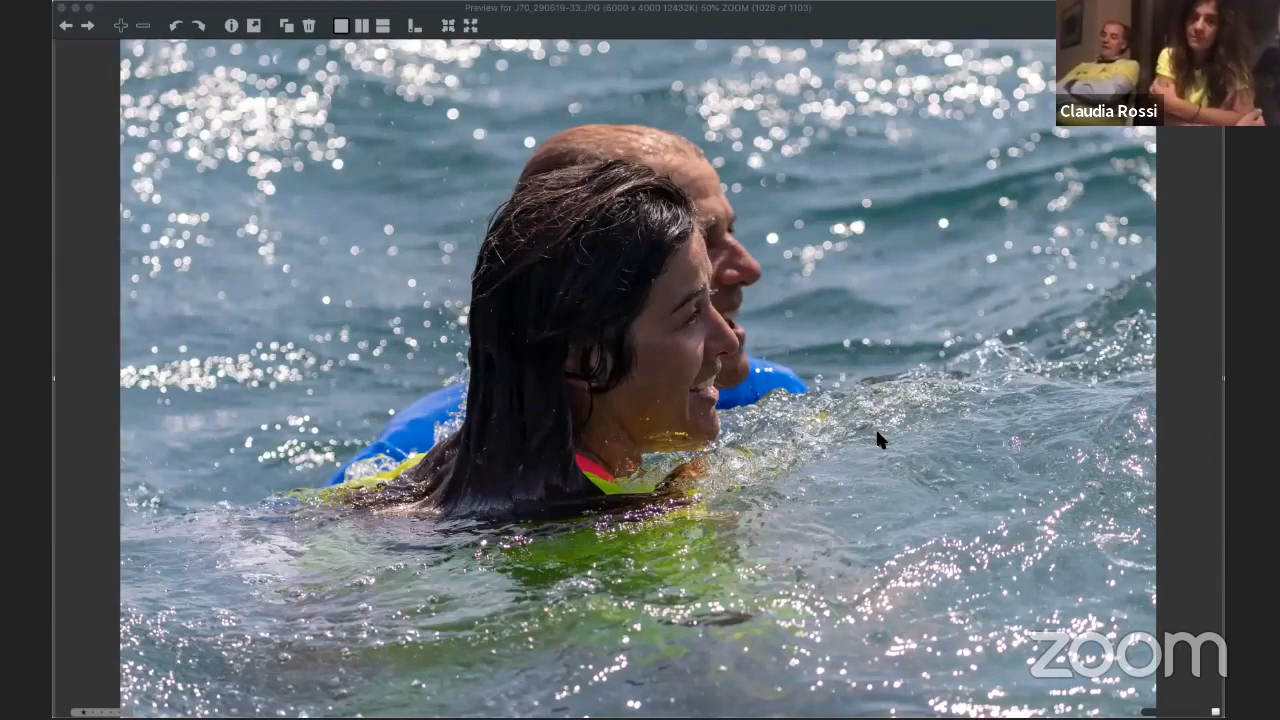 Preview for J70_290619-33.JPG (6000 x 4000 12432K) 50% ZOOM (1028 of 1103)
Claudia Rossi
zoom